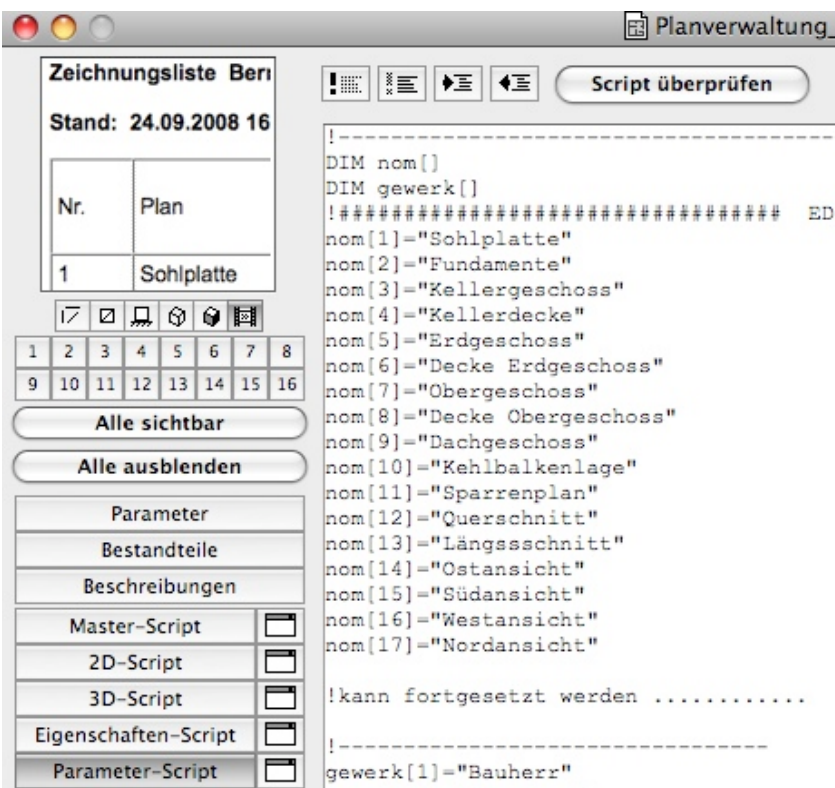 Planverwaltung_
Zeichnungsliste Ber
Stand: 24.09.2008 16
Nr. Plan
1 Sohlplatte
1 2 3 4 5 6 7 8
9 10 11 12 13 14 15 16
Alle sichtbar
Alle ausblenden
Parameter
Bestandteile
Beschreibungen
Master-Script
2D-Script
3D-Script
Eigenschaften-Script
Parameter-Script
Script überprüfen
!--------------------------------------
DIM nom[]
DIM gewerk[]
!################################## ED
nom[1]="Sohlplatte"
nom[2]="Fundamente"
nom[3]="Kellergeschoss"
nom[4]="Kellerdecke"
nom[5]="Erdgeschoss"
nom[6]="Decke Erdgeschoss"
nom[7]="Obergeschoss"
nom[8]="Decke Obergeschoss"
nom[9]="Dachgeschoss"
nom[10]="Kehlbalkenlage"
nom[11]="Sparrenplan"
nom[12]="Querschnitt"
nom[13]="Längssschnitt"
nom[14]="Ostansicht"
nom[15]="Südansicht"
nom[16]="Westansicht"
nom[17]="Nordansicht"
!kann fortgesetzt werden ............
!---------------------------------
gewerk[1]="Bauherr"